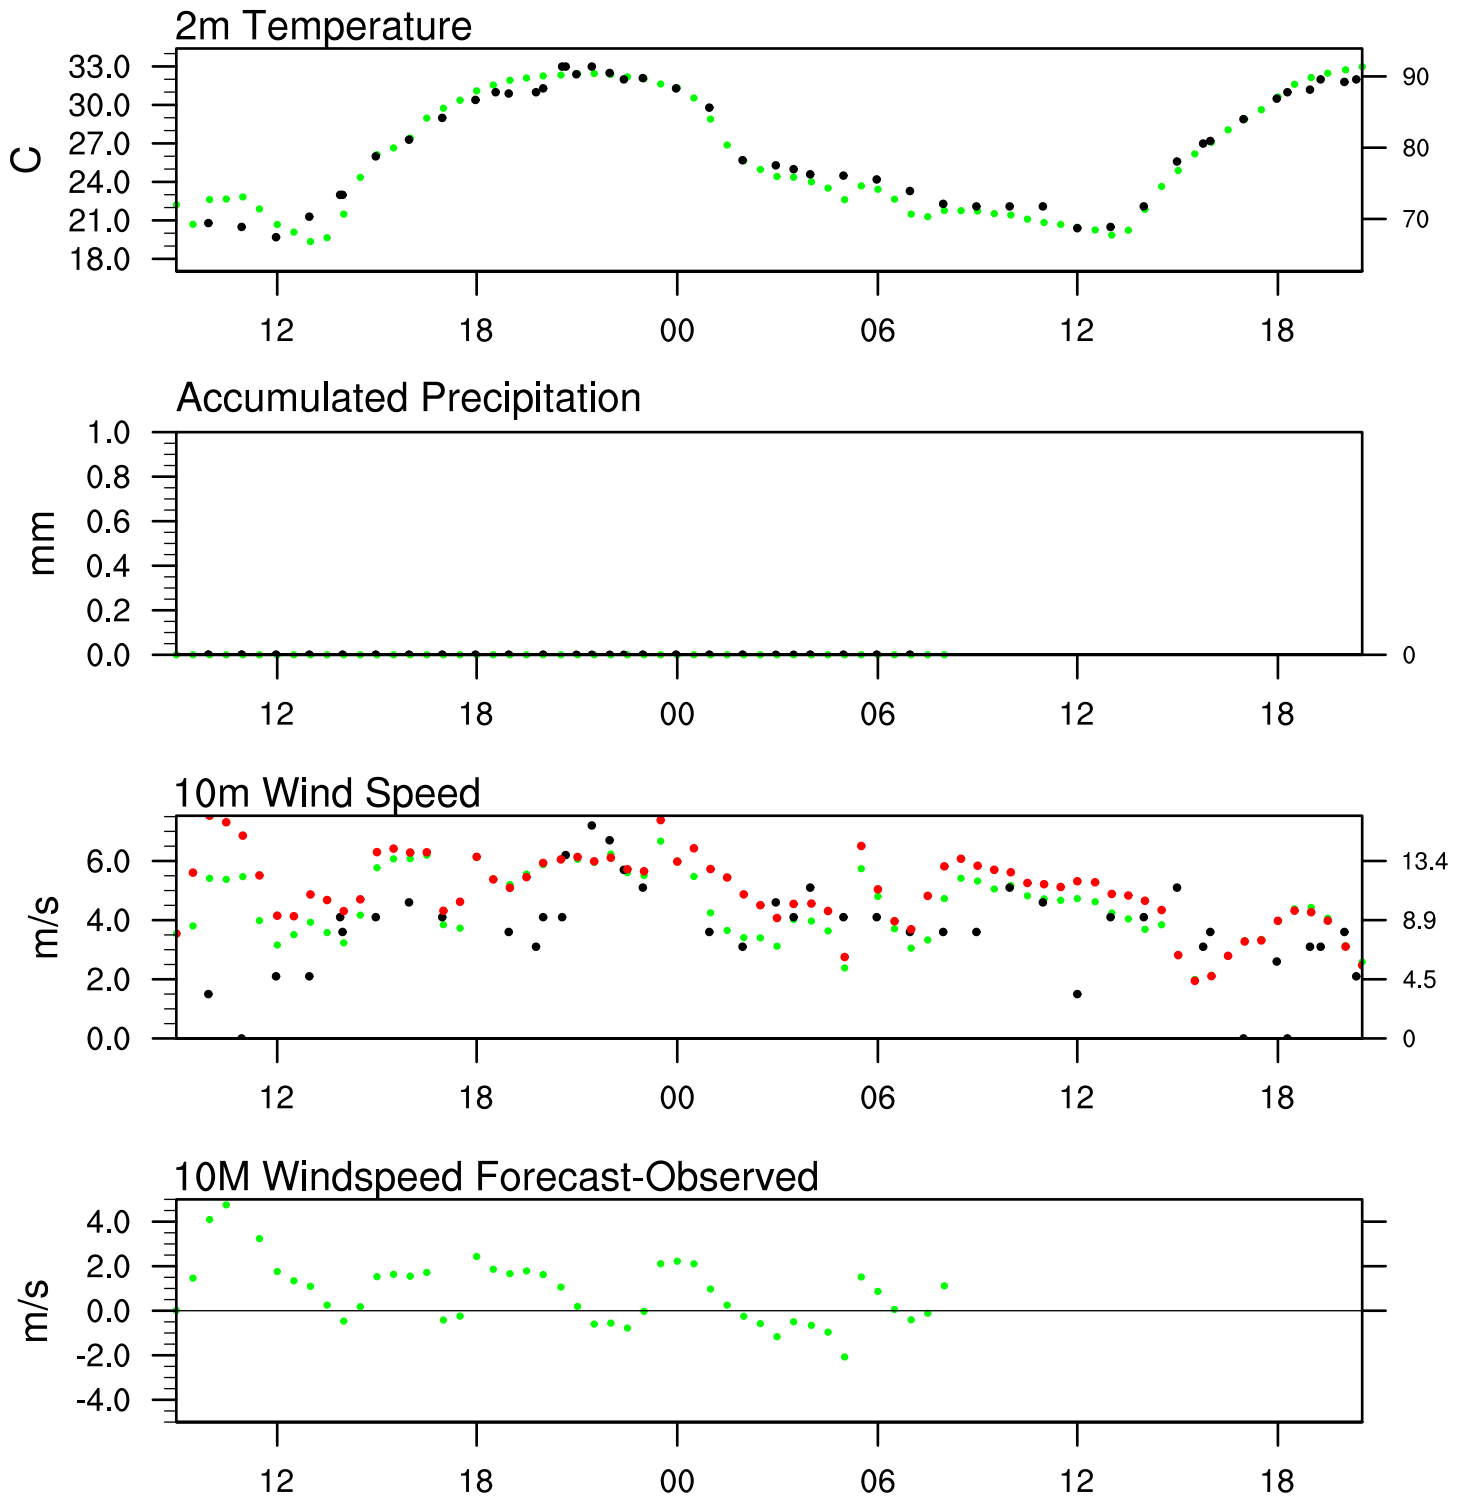 2m Temperature
33.0
30.0
27.0
24.0
21.0
18.0
C
90
80
70
12 18 00 06 12 18
Accumulated Precipitation
1.0
0.8
0.6
0.4
0.2
0.0
mm
0
12 18 00 06 12 18
10m Wind Speed
6.0
4.0
2.0
0.0
m/s
13.4
8.9
4.5
0
12 18 00 06 12 18
10M Windspeed Forecast-Observed
4.0
2.0
0.0
-2.0
-4.0
m/s
12 18 00 06 12 18